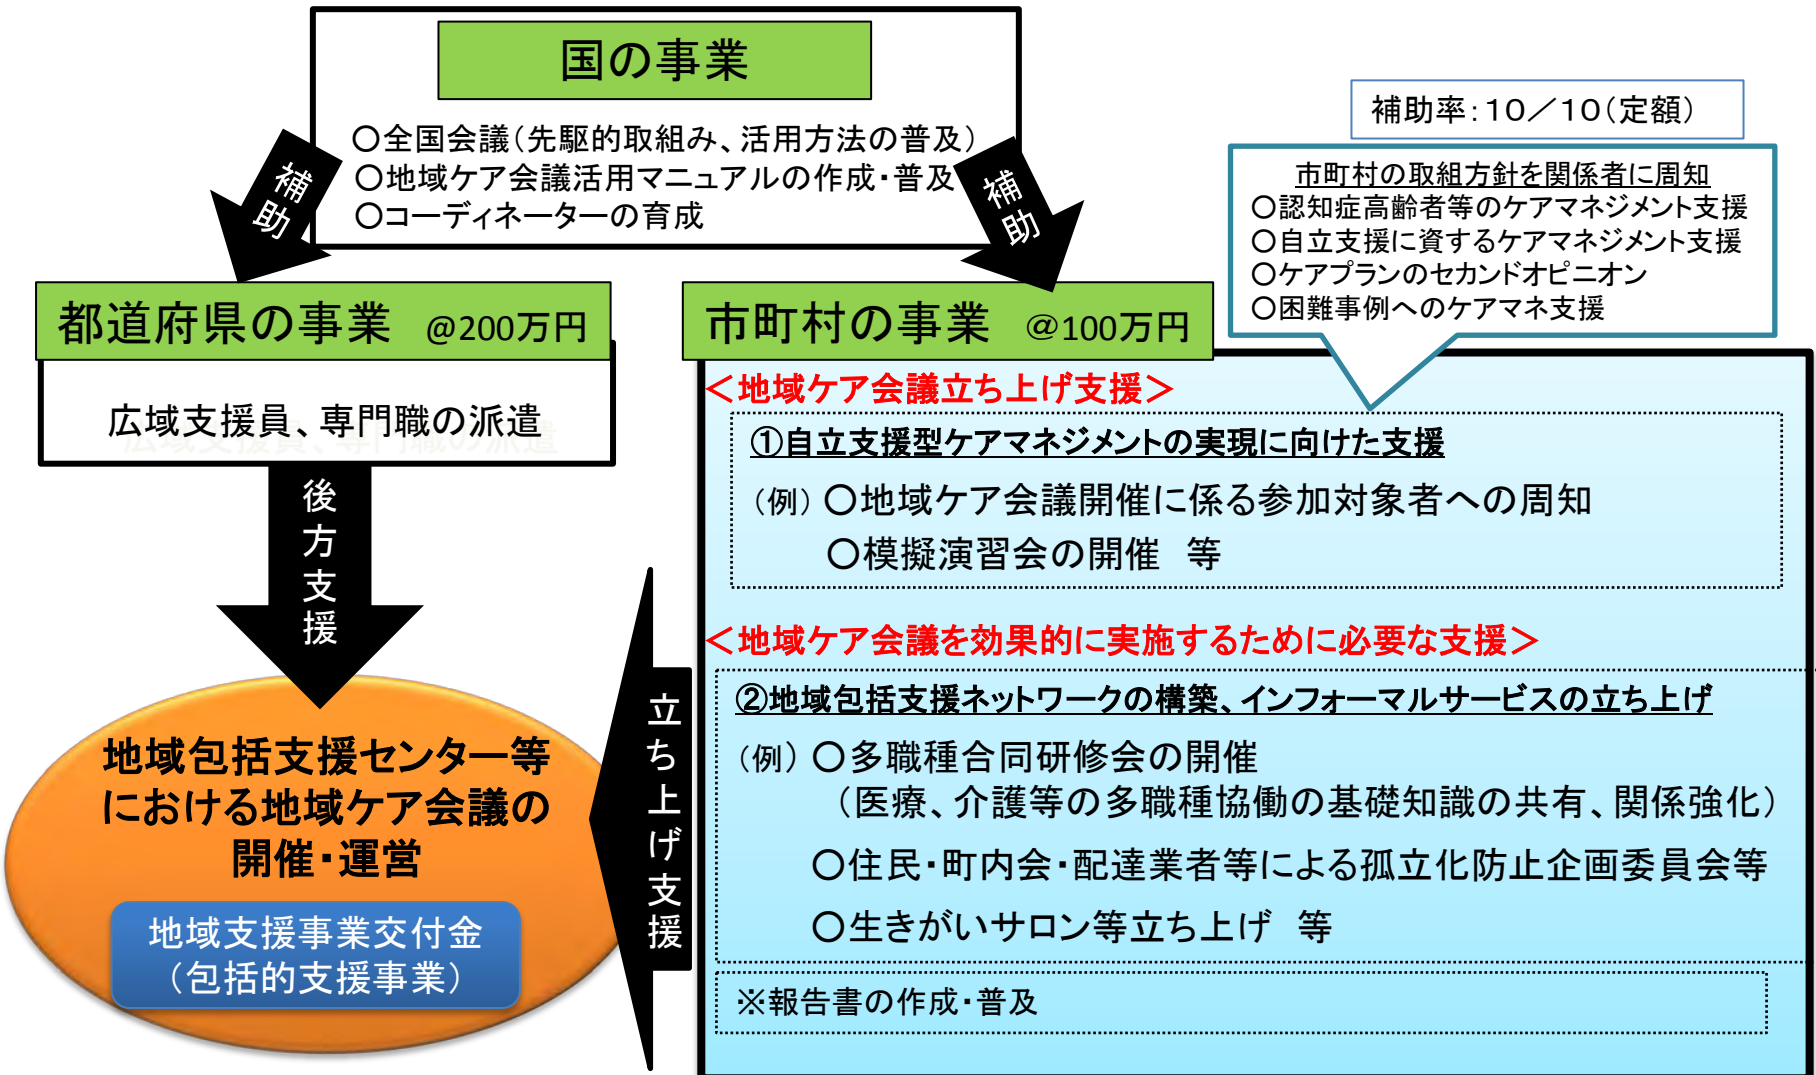 国の事業
〇全国会議(先駆的取組み、活用方法の普及)
〇地域ケア会議活用マニュアルの作成・普及
〇コーディネーターの育成
補助
補助
補助率:10/10(定額)
市町村の取組方針を関係者に周知
〇認知症高齢者等のケアマネジメント支援
〇自立支援に資するケアマネジメント支援
〇ケアプランのセカンドオピニオン
〇困難事例へのケアマネ支援
都道府県の事業 @200万円
広域支援員、専門職の派遣
後方支援
地域包括支援センター等
における地域ケア会議の
開催・運営
地域支援事業交付金
(包括的支援事業)
立ち上げ支援
市町村の事業 @100万円
<地域ケア会議立ち上げ支援>
①自立支援型ケアマネジメントの実現に向けた支援
(例)〇地域ケア会議開催に係る参加対象者への周知
〇模擬演習会の開催 等
<地域ケア会議を効果的に実施するために必要な支援>
②地域包括支援ネットワークの構築、インフォーマルサービスの立ち上げ
(例)〇多職種合同研修会の開催
(医療、介護等の多職種協働の基礎知識の共有、関係強化)
〇住民・町内会・配達業者等による孤立化防止企画委員会等
〇生きがいサロン等立ち上げ 等
※報告書の作成・普及